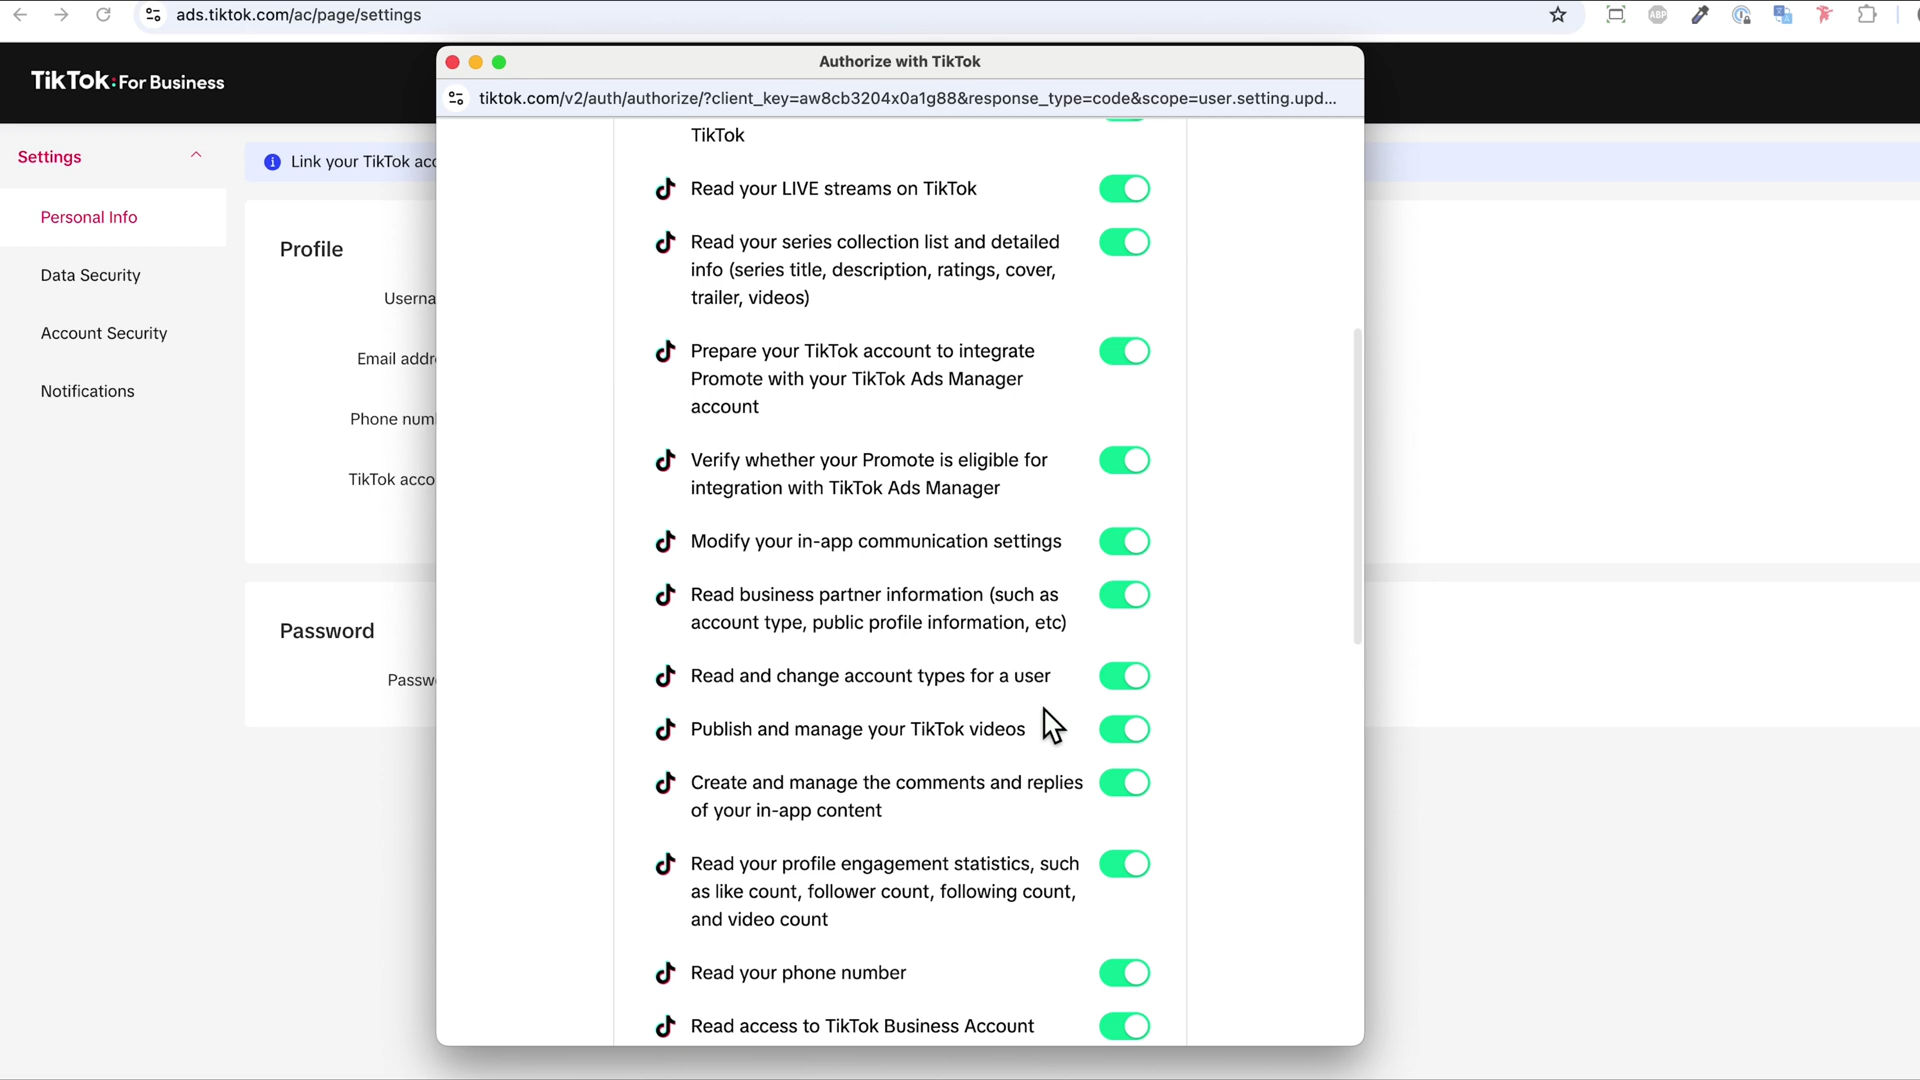 ads.tiktok.com/ac/page/settings
ABP
Authorize with TikTok
TikTok: For Business
tiktok.com/v2/auth/authorize/?client_key=aw8cb3204x0a1g88&response_type=code&scope=user.setting.upd...
Settings
Link your TikTok acc
Personal Info
Data Security
Account Security
Notifications
Profile
Userna
Email addre
Phone num
TikTok acco
Password
Passw
TikTok
Read your LIVE streams on TikTok
Read your series collection list and detailed
info (series title, description, ratings, cover,
trailer, videos)
Prepare your TikTok account to integrate
Promote with your TikTok Ads Manager
account
Verify whether your Promote is eligible for
integration with TikTok Ads Manager
Modify your in-app communication settings
Read business partner information (such as
account type, public profile information, etc)
Read and change account types for a user
Publish and manage your TikTok videos
Create and manage the comments and replies
of your in-app content
Read your profile engagement statistics, such
as like count, follower count, following count,
and video count
Read your phone number
Read access to TikTok Business Account